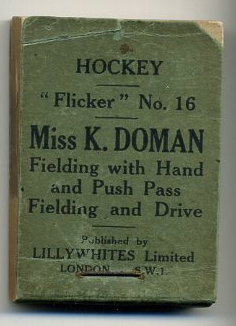 HOCKEY
"Flicker" No. 16
Miss K. DOMAN
Fielding with Hand
and Push Pass
Fielding and Drive
Published by
LILLYWHITES Limited
LONDON S.W.1.